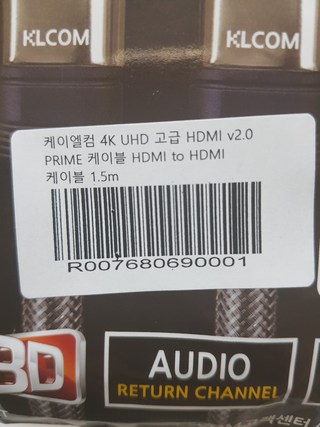 KLCOM KLCOM
케이엘컴 4K UHD 고급 HDMI v2.0
PRIME 케이블 HDMI to HDMI
케이블 1.5m
R007680690001
3D
AUDIO
RETURN CHANNEL